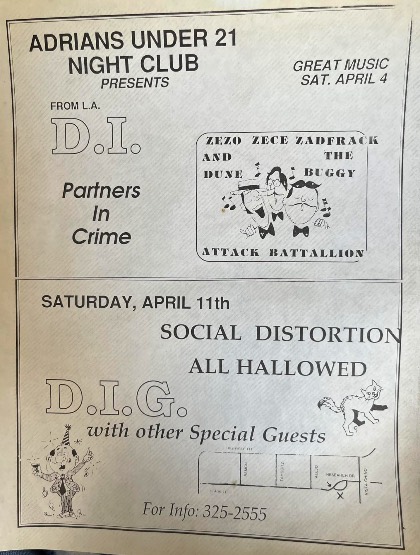 ADRIANS UNDER 21
NIGHT CLUB
PRESENTS
GREAT MUSIC
SAT. APRIL 4
FROM L.A.
D.I.
Partners
In
Crime
ZEZO ZECE ZADFRACK
AND THE
DUNE BUGGY
ATTACK BATTALLION
SATURDAY, APRIL 11th
SOCIAL DISTORTION
ALL HALLOWED
D.I.G.
with other Special Guests
X
For Info: 325-2555